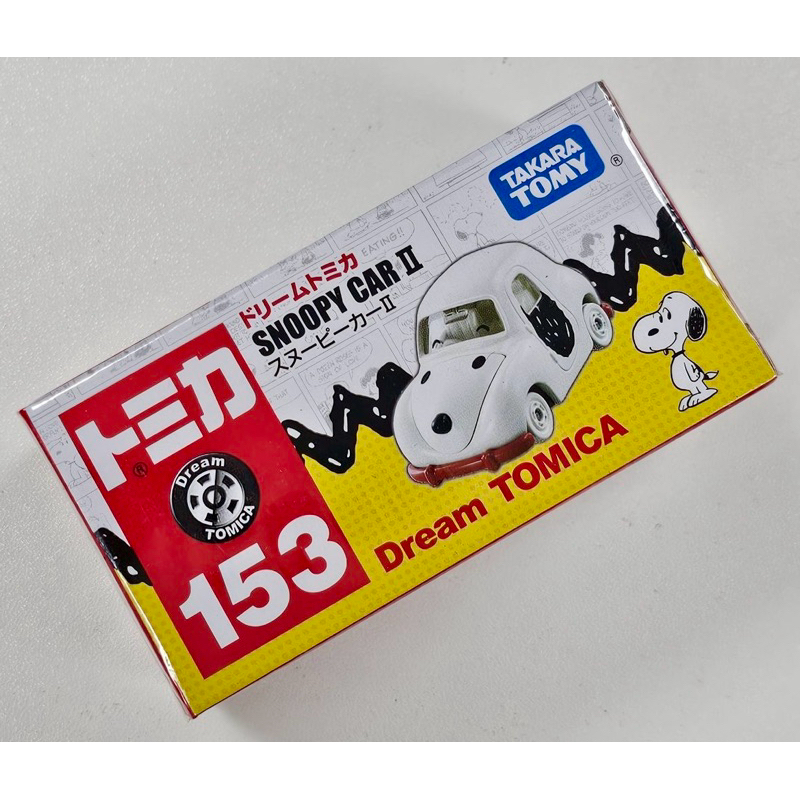 TAKARA
TOMY
®
EATING!!
ドリームトミカ
SNOOPY CAR II
スヌーピーカーII
トミカ
®
Dream
TOMICA
153
Dream TOMICA